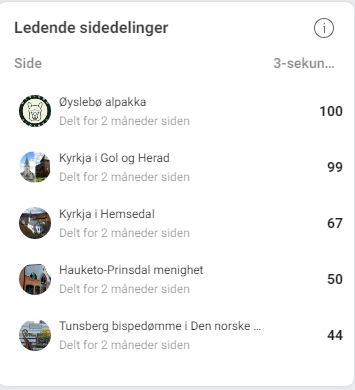 Ledende sidedelinger
Side 3-sekun...
Øyslebø alpakka
Delt for 2 måneder siden
100
Kyrkja i Gol og Herad
Delt for 2 måneder siden
99
Kyrkja i Hemsedal
Delt for 2 måneder siden
67
Hauketo-Prinsdal menighet
Delt for 2 måneder siden
50
Tunsberg bispedømme i Den norske ...
Delt for 2 måneder siden
44